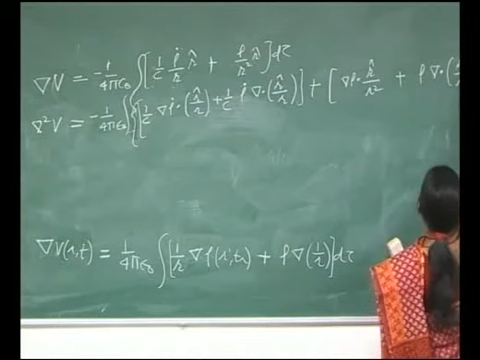 ∇V = -1/4πε₀ ∫[1/c ρ̇/r r̂ + ρ/r² r̂]dτ
∇²V = -1/4πε₀ ∫{[1/c ∇ρ̇·(r̂/r) + 1/c ρ̇ ∇·(r̂/r)] + [∇ρ·r̂/r² + ρ∇·(
∇V(r,t) = 1/4πε₀ ∫[1/r ∇ρ(r',tr) + ρ∇(1/r)]dτ